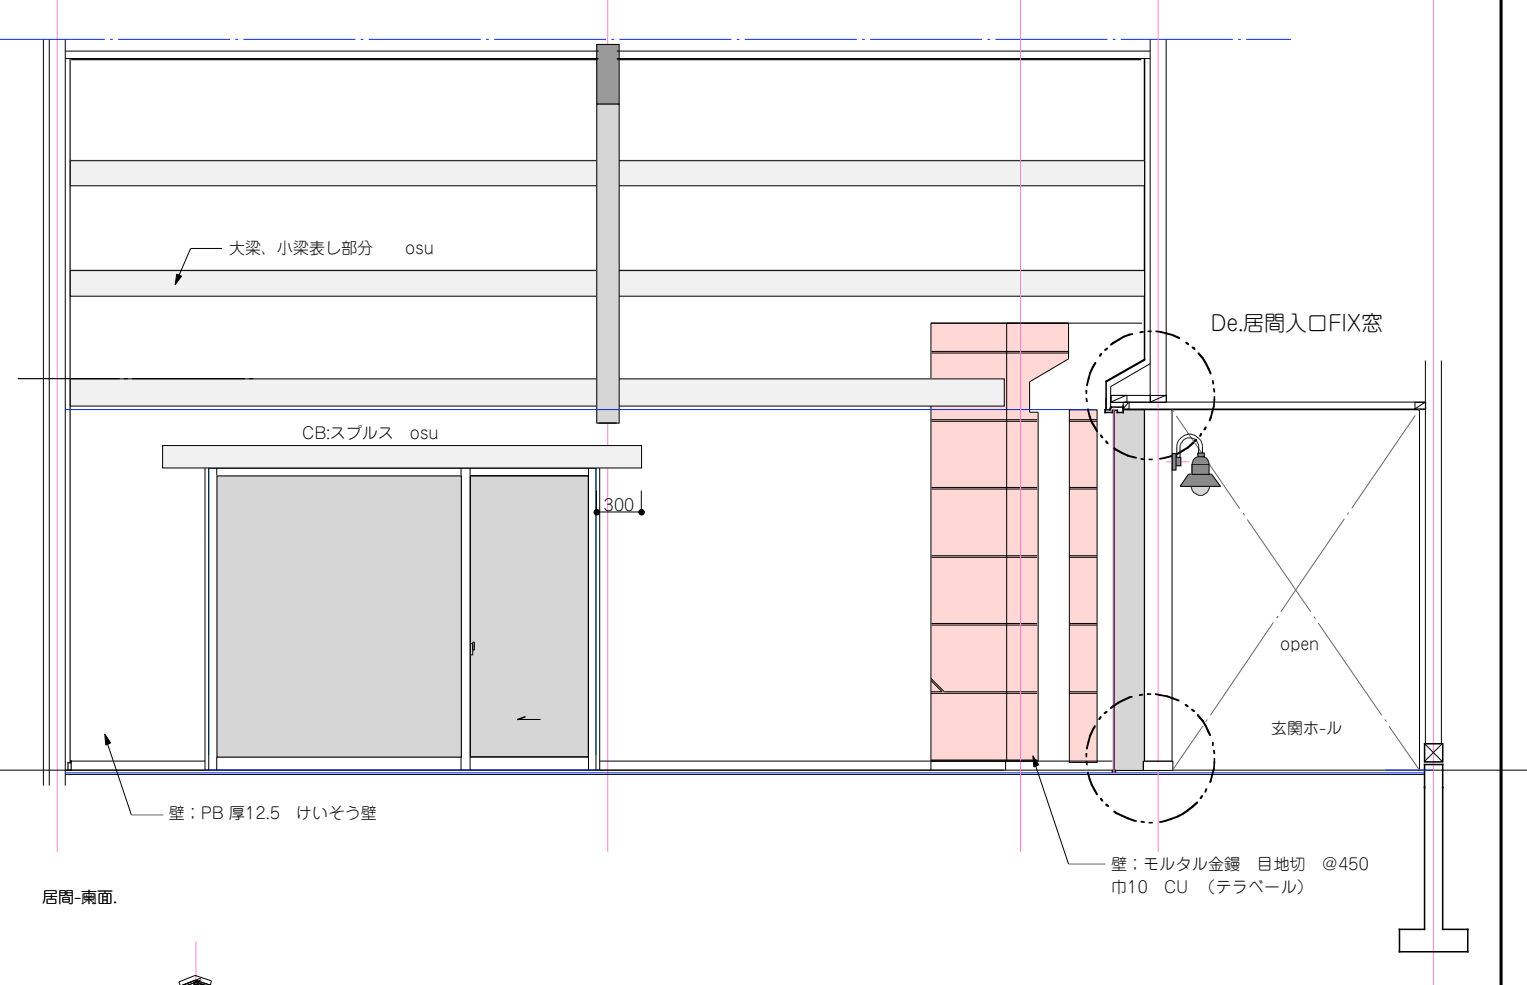 大梁、小梁表し部分　　osu
De.居間入口FIX窓
CB:スプルス　osu
300
open
玄関ホ-ル
壁；PB 厚12.5　けいそう壁
壁；モルタル金鏝　目地切　＠450
巾10　CU　（テラベール）
居間-東面.